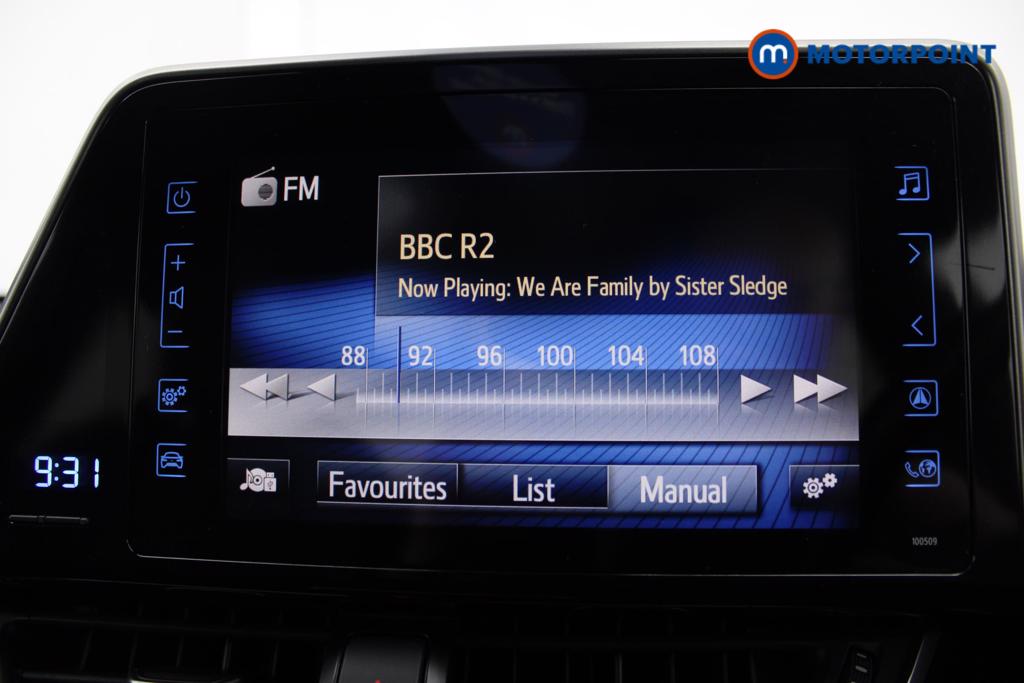 m MOTORPOINT
FM
BBC R2
Now Playing: We Are Family by Sister Sledge
88 92 96 100 104 108
9:31
Favourites List Manual
100509